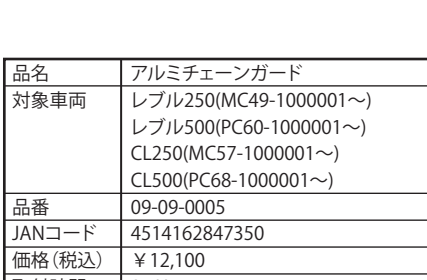 品名 アルミチェーンガード
対象車両 レブル250(MC49-1000001～)
レブル500(PC60-1000001～)
CL250(MC57-1000001～)
CL500(PC68-1000001～)
品番 09-09-0005
JANコード 4514162847350
価格(税込) ￥12,100